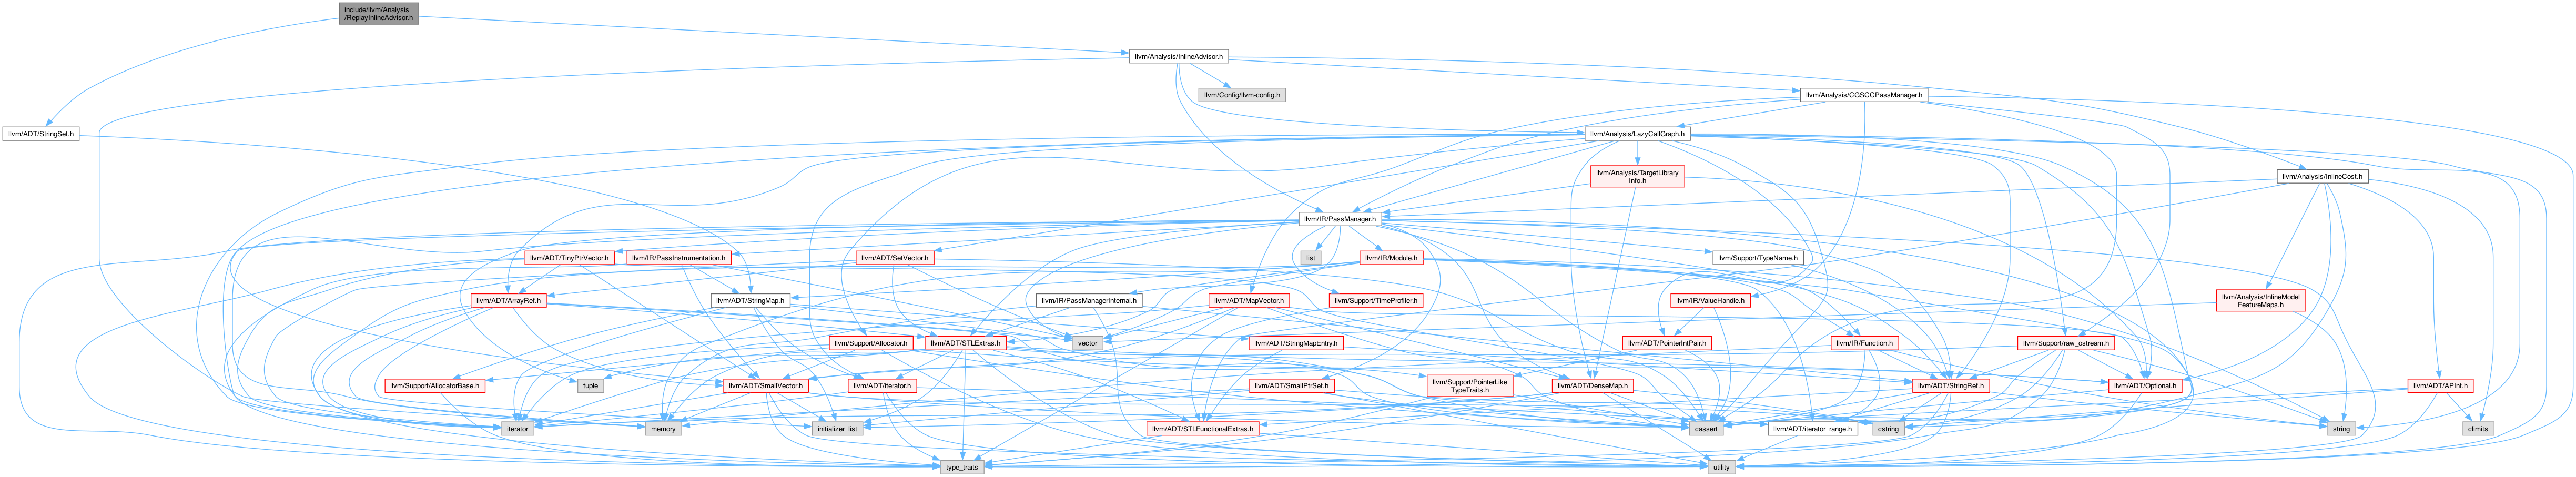 include/llvm/Analysis
/ReplayInlineAdvisor.h
llvm/Analysis/InlineAdvisor.h
llvm/Config/llvm-config.h
llvm/Analysis/CGSCCPassManager.h
llvm/ADT/StringSet.h
llvm/Analysis/LazyCallGraph.h
llvm/Analysis/TargetLibrary
Info.h
llvm/Analysis/InlineCost.h
llvm/IR/PassManager.h
llvm/ADT/TinyPtrVector.h
llvm/IR/PassInstrumentation.h
llvm/ADT/SetVector.h
list
llvm/IR/Module.h
llvm/Support/TypeName.h
llvm/ADT/ArrayRef.h
llvm/ADT/StringMap.h
llvm/IR/PassManagerInternal.h
llvm/ADT/MapVector.h
llvm/Support/TimeProfiler.h
llvm/IR/ValueHandle.h
llvm/Analysis/InlineModel
FeatureMaps.h
llvm/Support/Allocator.h
llvm/ADT/STLExtras.h
vector
llvm/ADT/StringMapEntry.h
llvm/ADT/PointerIntPair.h
llvm/IR/Function.h
llvm/Support/raw_ostream.h
llvm/Support/AllocatorBase.h
tuple
llvm/ADT/SmallVector.h
llvm/ADT/iterator.h
llvm/ADT/SmallPtrSet.h
llvm/Support/PointerLike
TypeTraits.h
llvm/ADT/DenseMap.h
llvm/ADT/StringRef.h
llvm/ADT/Optional.h
llvm/ADT/APInt.h
iterator
memory
initializer_list
llvm/ADT/STLFunctionalExtras.h
cassert
llvm/ADT/iterator_range.h
cstring
string
climits
type_traits
utility